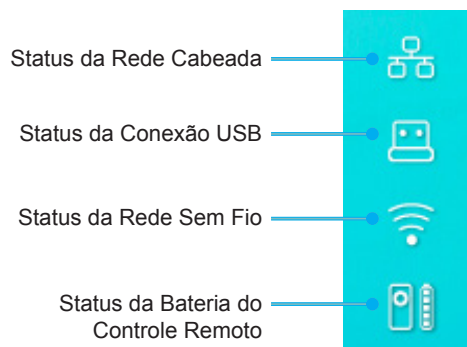 Status da Rede Cabeada
Status da Conexão USB
Status da Rede Sem Fio
Status da Bateria do
Controle Remoto